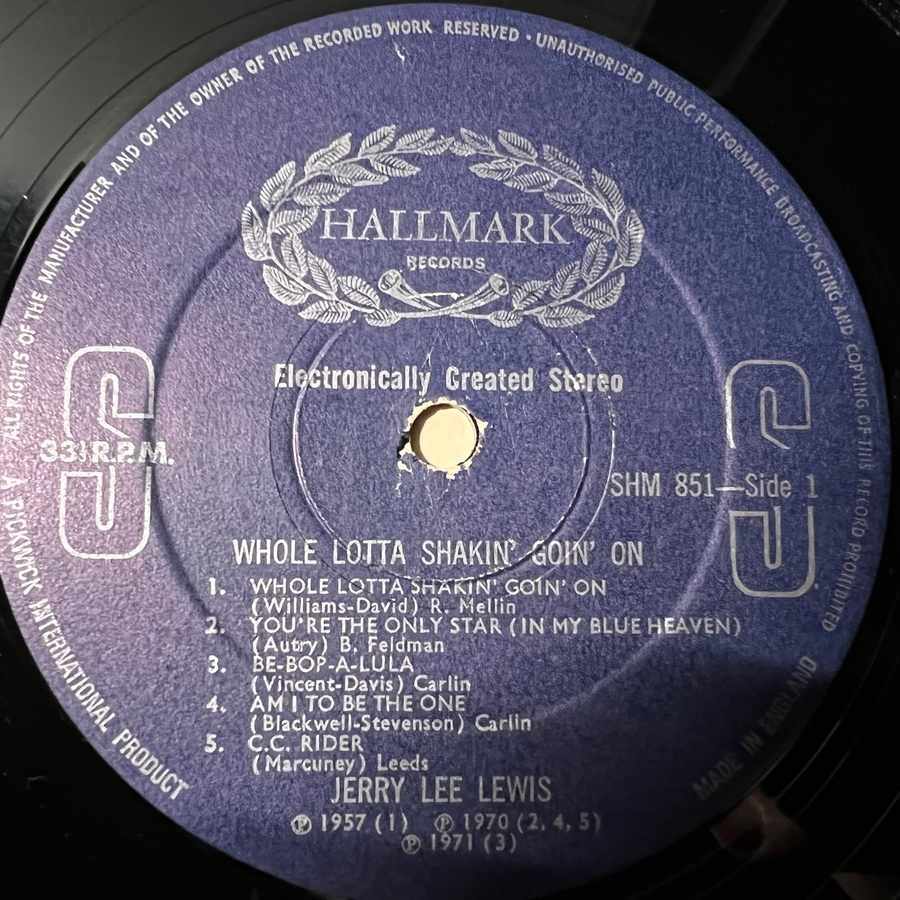 ALL RIGHTS OF THE MANUFACTURER AND OF THE OWNER OF THE RECORDED WORK RESERVED · UNAUTHORISED PUBLIC PERFORMANCE BROADCASTING AND COPYING OF THIS RECORD PROHIBITED
HALLMARK
RECORDS
Electronically Created Stereo
S
S
33⅓ R.P.M.
SHM 851—Side 1
WHOLE LOTTA SHAKIN' GOIN' ON
1. WHOLE LOTTA SHAKIN' GOIN' ON
(Williams-David) R. Mellin
2. YOU'RE THE ONLY STAR (IN MY BLUE HEAVEN)
(Autry) B. Feldman
3. BE-BOP-A-LULA
(Vincent-Davis) Carlin
4. AM I TO BE THE ONE
(Blackwell-Stevenson) Carlin
5. C.C. RIDER
(Marcuney) Leeds
JERRY LEE LEWIS
℗ 1957 (1) ℗ 1970 (2, 4, 5)
℗ 1971 (3)
A PICKWICK INTERNATIONAL PRODUCT
MADE IN ENGLAND